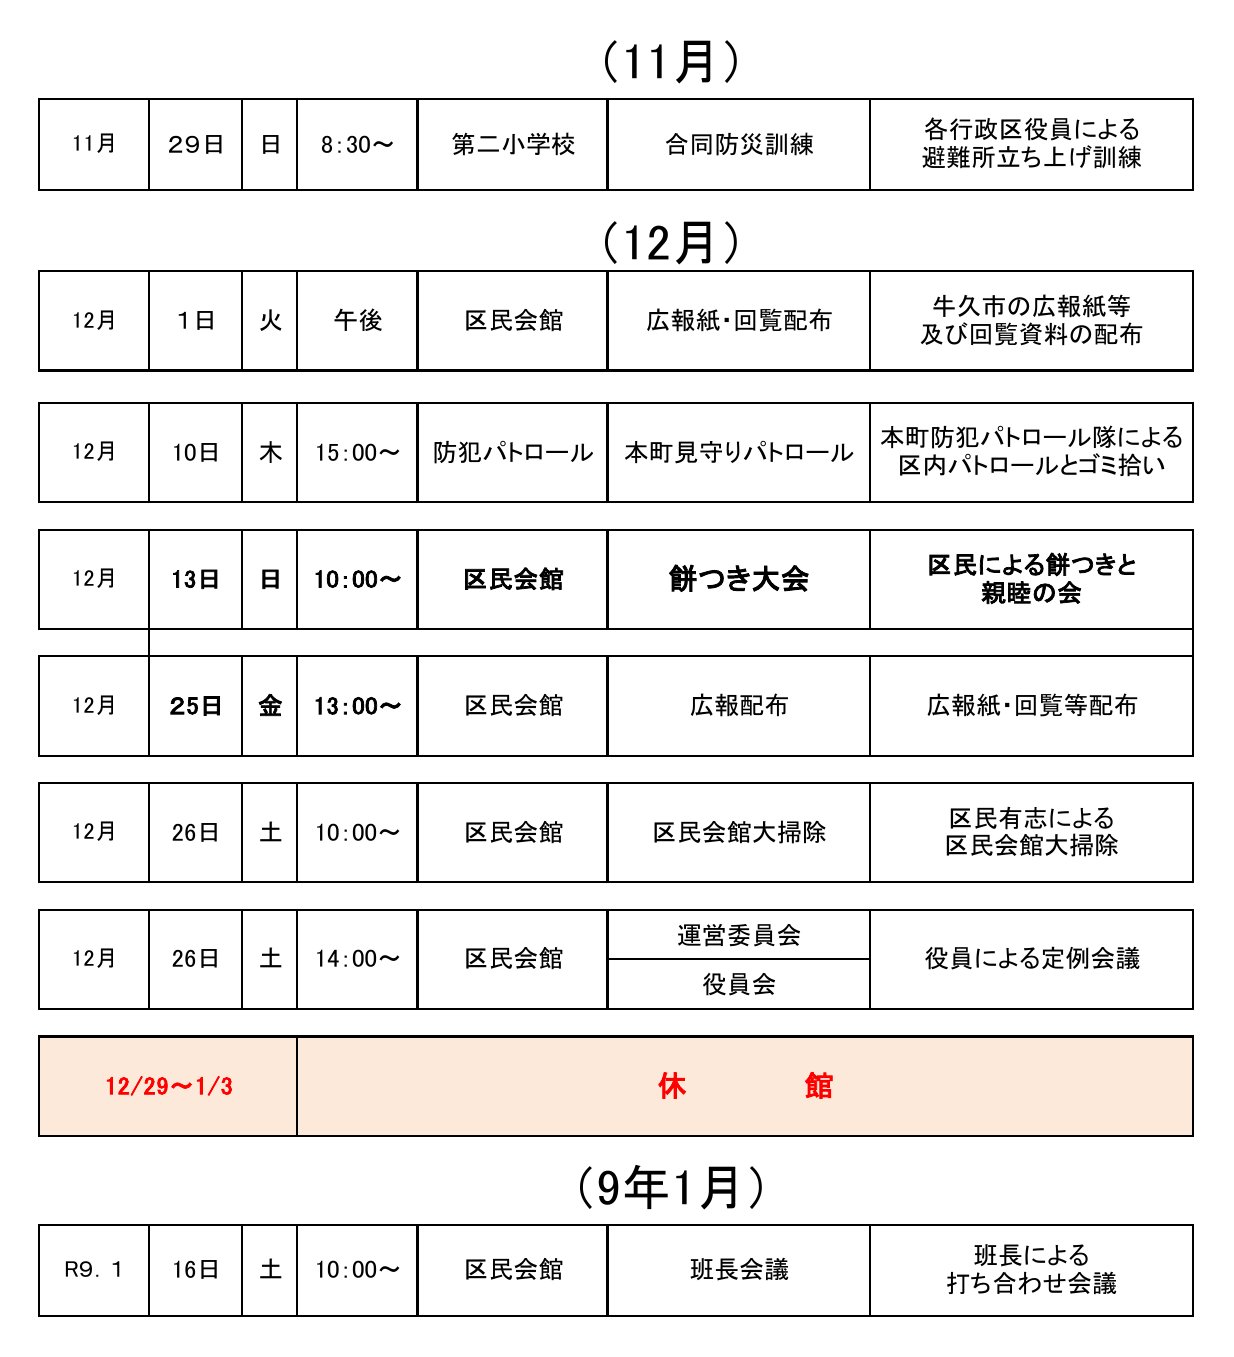 （11月）
11月 29日 日 8:30～ 第二小学校 合同防災訓練 各行政区役員による
避難所立ち上げ訓練
（12月）
12月 1日 火 午後 区民会館 広報紙・回覧配布 牛久市の広報紙等
及び回覧資料の配布
12月 10日 木 15:00～ 防犯パトロール 本町見守りパトロール 本町防犯パトロール隊による
区内パトロールとゴミ拾い
12月 13日 日 10:00～ 区民会館 餅つき大会 区民による餅つきと
親睦の会
12月 25日 金 13:00～ 区民会館 広報配布 広報紙・回覧等配布
12月 26日 土 10:00～ 区民会館 区民会館大掃除 区民有志による
区民会館大掃除
12月 26日 土 14:00～ 区民会館 運営委員会 役員による定例会議
役員会
12/29～1/3 休 館
（9年1月）
R9．1 16日 土 10:00～ 区民会館 班長会議 班長による
打ち合わせ会議